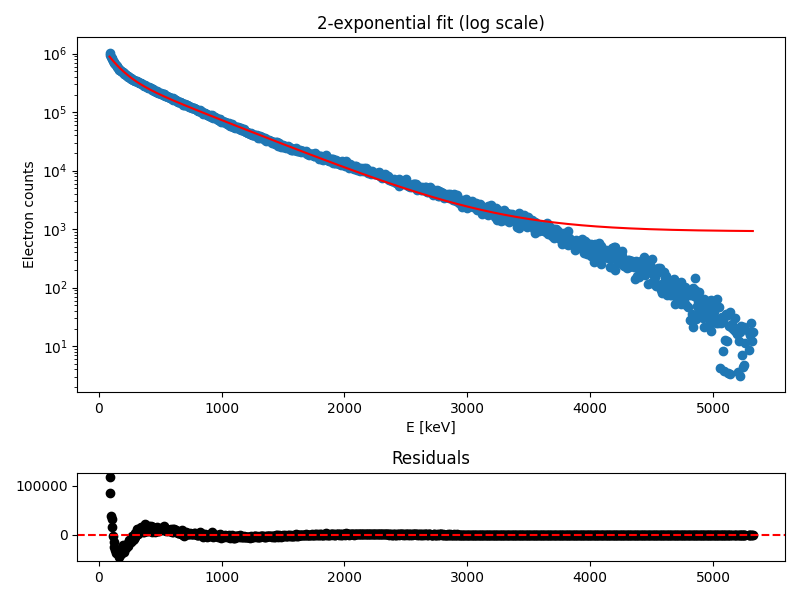 2-exponential fit (log scale)
10⁶
10⁵
10⁴
10³
10²
10¹
Electron counts
0 1000 2000 3000 4000 5000
E [keV]
Residuals
100000
0
0 1000 2000 3000 4000 5000